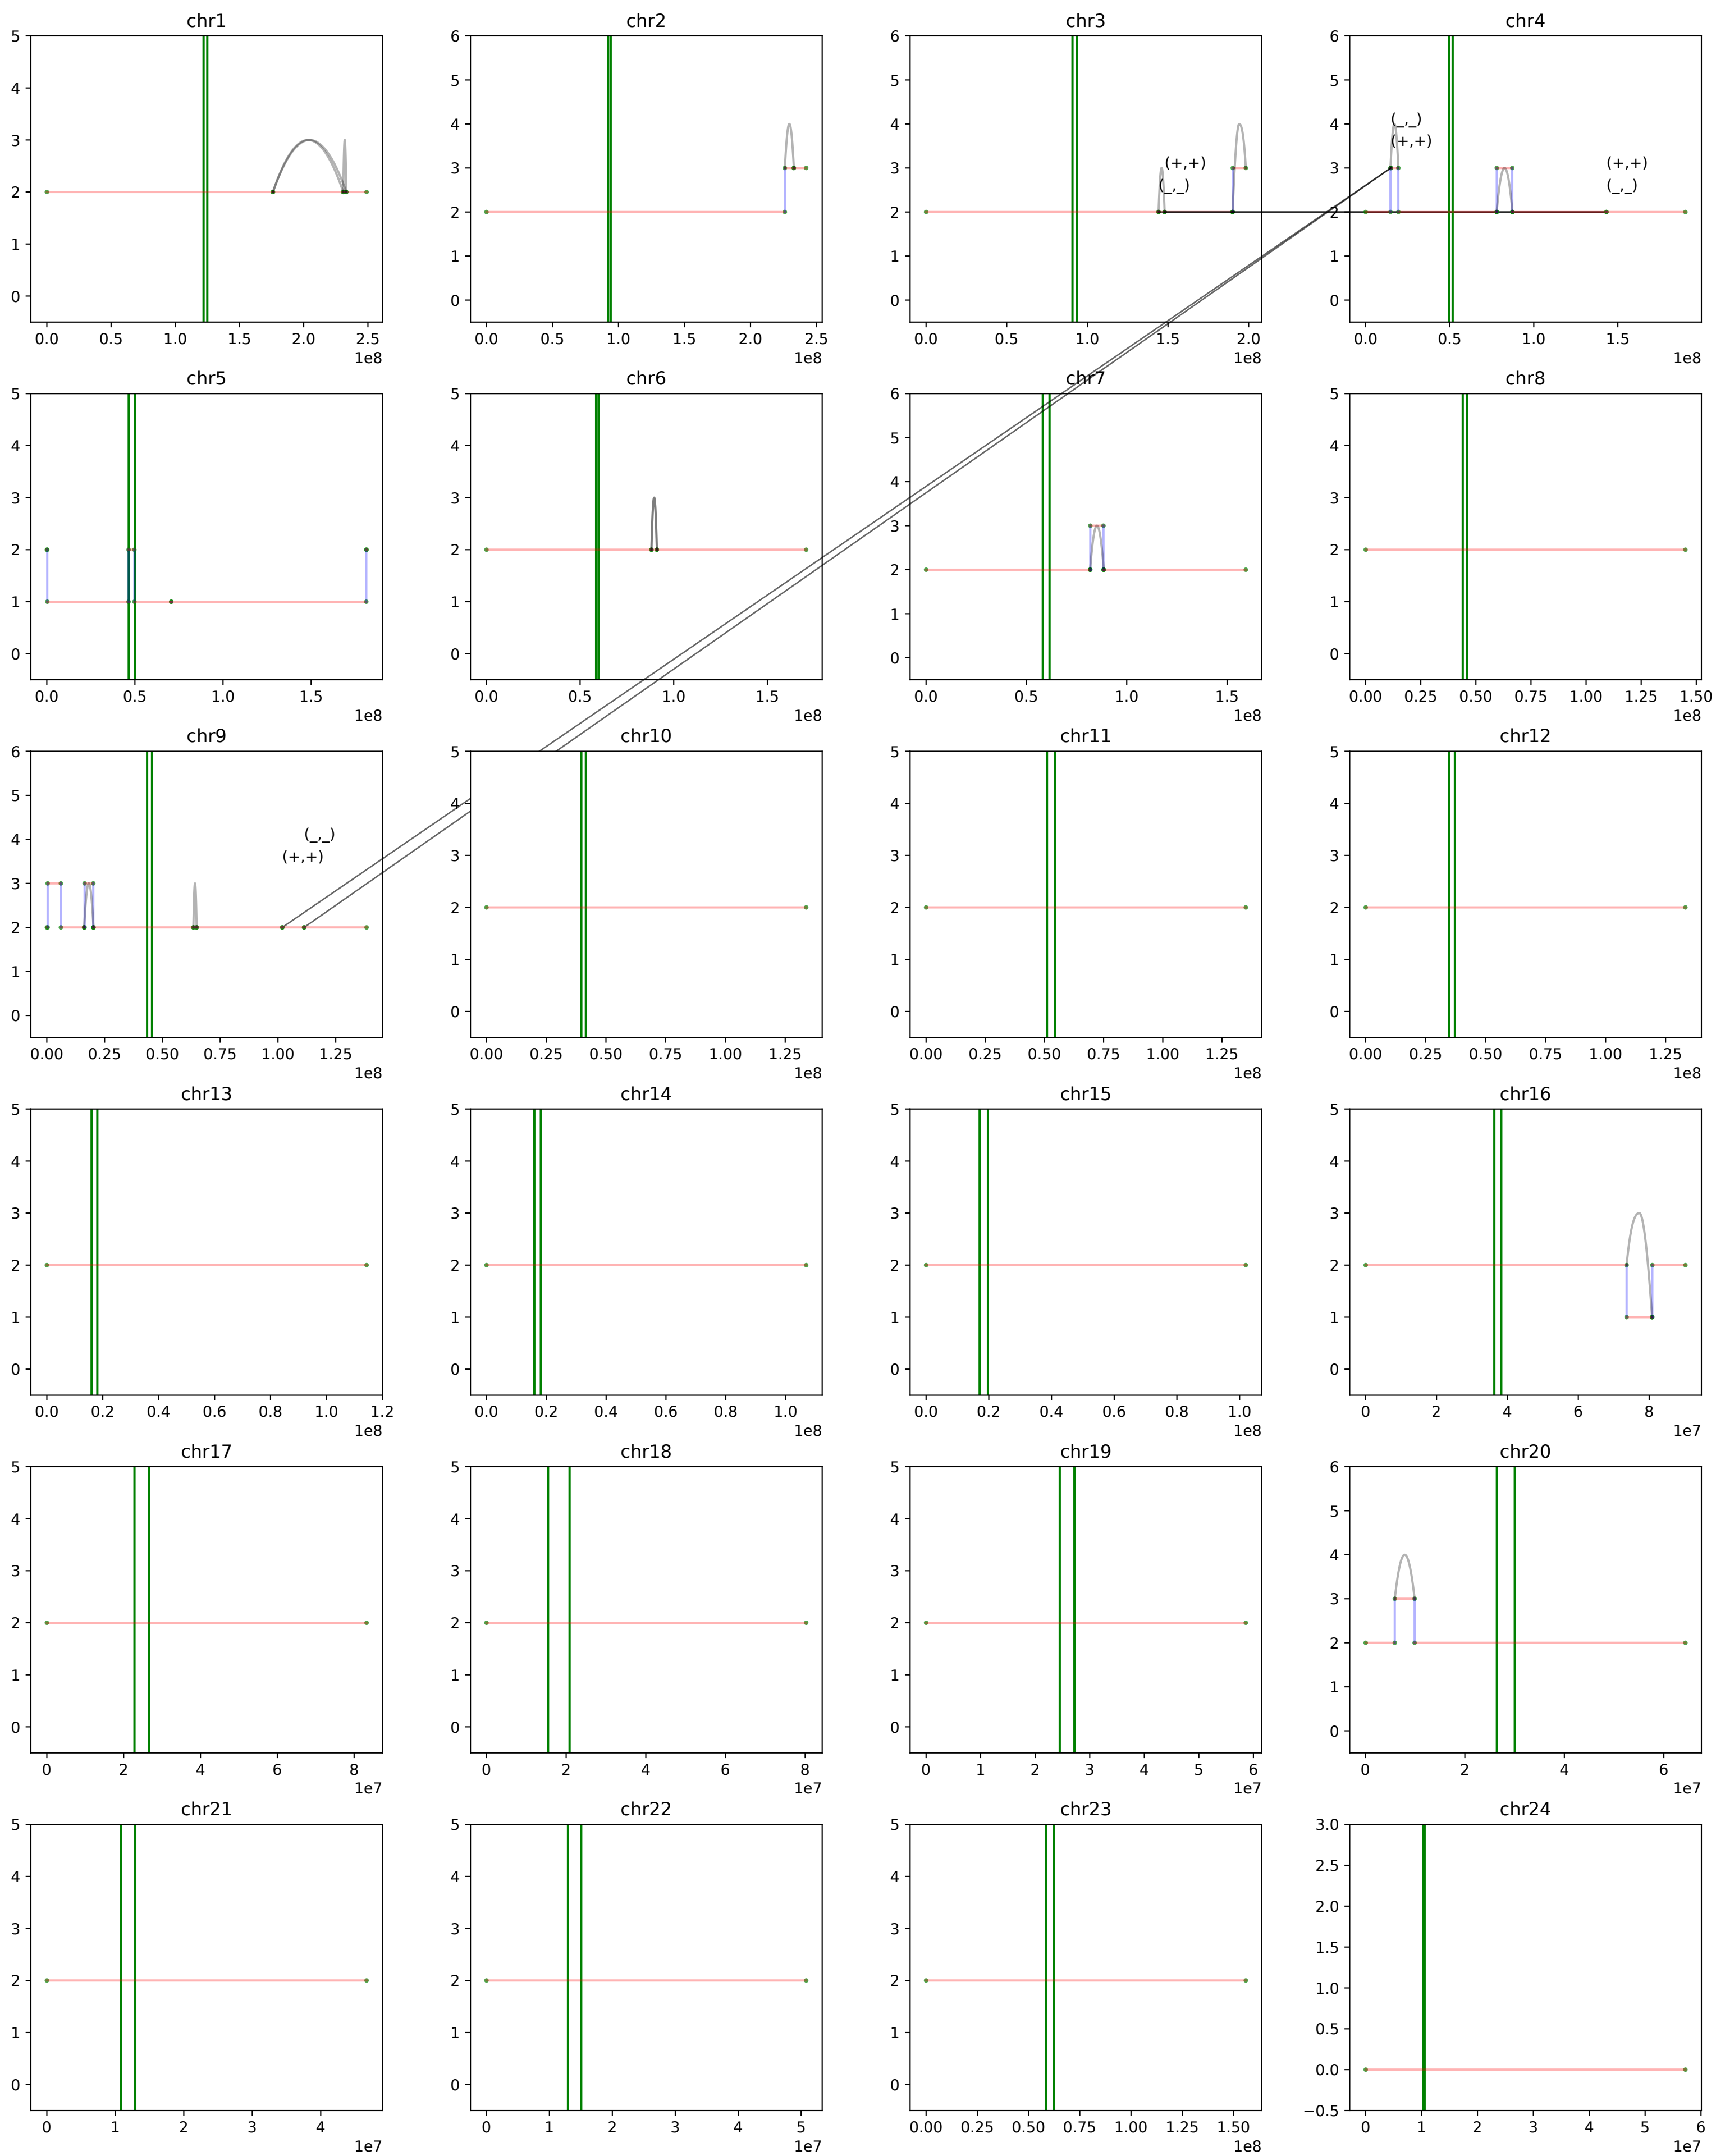 chr1 chr2 chr3 chr4
5 6 6 6
5 5 5
4 4 4 4 (_,_)
(+,+)
3 3 3 (+,+) 3 (+,+)
(_,_) (_,_)
2 2 2 2
1 1 1 1
0 0 0 0
0.0 0.5 1.0 1.5 2.0 2.5 0.0 0.5 1.0 1.5 2.0 2.5 0.0 0.5 1.0 1.5 2.0 0.0 0.5 1.0 1.5
1e8 1e8 1e8 1e8
chr5 chr6 chr7 chr8
5 5 6 5
5
4 4 4 4
3 3 3 3
2 2 2 2
1 1 1 1
0 0 0 0
0.0 0.5 1.0 1.5 0.0 0.5 1.0 1.5 0.0 0.5 1.0 1.5 0.00 0.25 0.50 0.75 1.00 1.25 1.50
1e8 1e8 1e8 1e8
chr9 chr10 chr11 chr12
6 5 5 5
5
4 (_,_) 4 4 4
(+,+)
3 3 3 3
2 2 2 2
1 1 1 1
0 0 0 0
0.00 0.25 0.50 0.75 1.00 1.25 0.00 0.25 0.50 0.75 1.00 1.25 0.00 0.25 0.50 0.75 1.00 1.25 0.00 0.25 0.50 0.75 1.00 1.25
1e8 1e8 1e8 1e8
chr13 chr14 chr15 chr16
5 5 5 5
4 4 4 4
3 3 3 3
2 2 2 2
1 1 1 1
0 0 0 0
0.0 0.2 0.4 0.6 0.8 1.0 1.2 0.0 0.2 0.4 0.6 0.8 1.0 0.0 0.2 0.4 0.6 0.8 1.0 0 2 4 6 8
1e8 1e8 1e8 1e7
chr17 chr18 chr19 chr20
5 5 5 6
5
4 4 4 4
3 3 3 3
2 2 2 2
1 1 1 1
0 0 0 0
0 2 4 6 8 0 2 4 6 8 0 1 2 3 4 5 6 0 2 4 6
1e7 1e7 1e7 1e7
chr21 chr22 chr23 chr24
5 5 5 3.0
2.5
4 4 4 2.0
3 3 3 1.5
2 2 2 1.0
1 1 1 0.5
0 0 0 0.0
−0.5
0 1 2 3 4 0 1 2 3 4 5 0.00 0.25 0.50 0.75 1.00 1.25 1.50 0 1 2 3 4 5 6
1e7 1e7 1e8 1e7